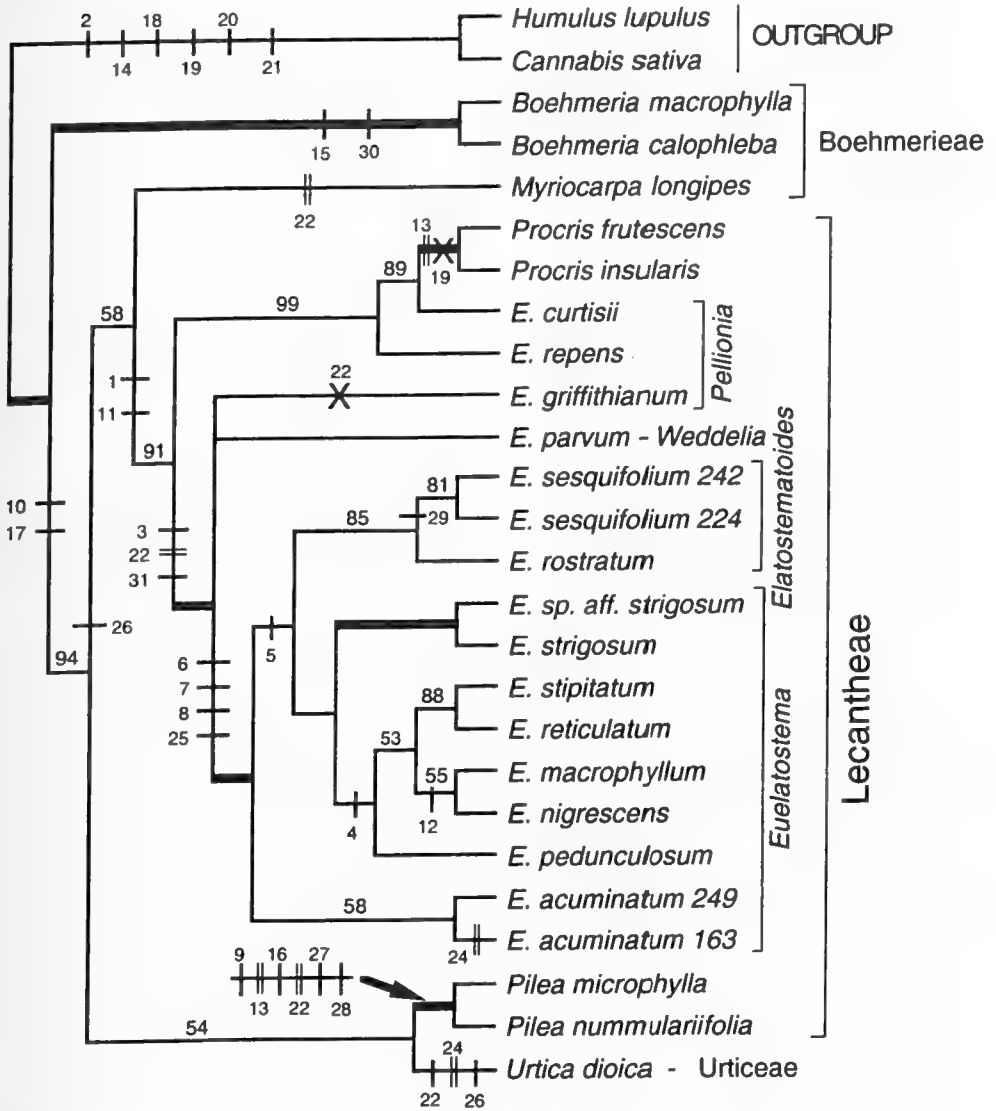 2 18 20
Humulus lupulus
OUTGROUP
14 19 21
Cannabis sativa
Boehmeria macrophylla
Boehmerieae
15 30
Boehmeria calophleba
Myriocarpa longipes
22
13
Procris frutescens
89 19
Procris insularis
99
E. curtisii
58
E. repens
Pellionia
1
22
E. griffithianum
11
E. parvum - Weddelia
91
81
E. sesquifolium 242
10
85 29
E. sesquifolium 224
17 3
22
E. rostratum
Elatostematoides
31
E. sp. aff. strigosum
26
5
E. strigosum
94
6
7
88
E. stipitatum
8
E. reticulatum
25
53
55
E. macrophyllum
12
E. nigrescens
4
E. pedunculosum
Euelatostema
Lecantheae
58
E. acuminatum 249
24
E. acuminatum 163
9 16 27
Pilea microphylla
13 22 28
54
Pilea nummulariifolia
24
Urtica dioica - Urticeae
22 26